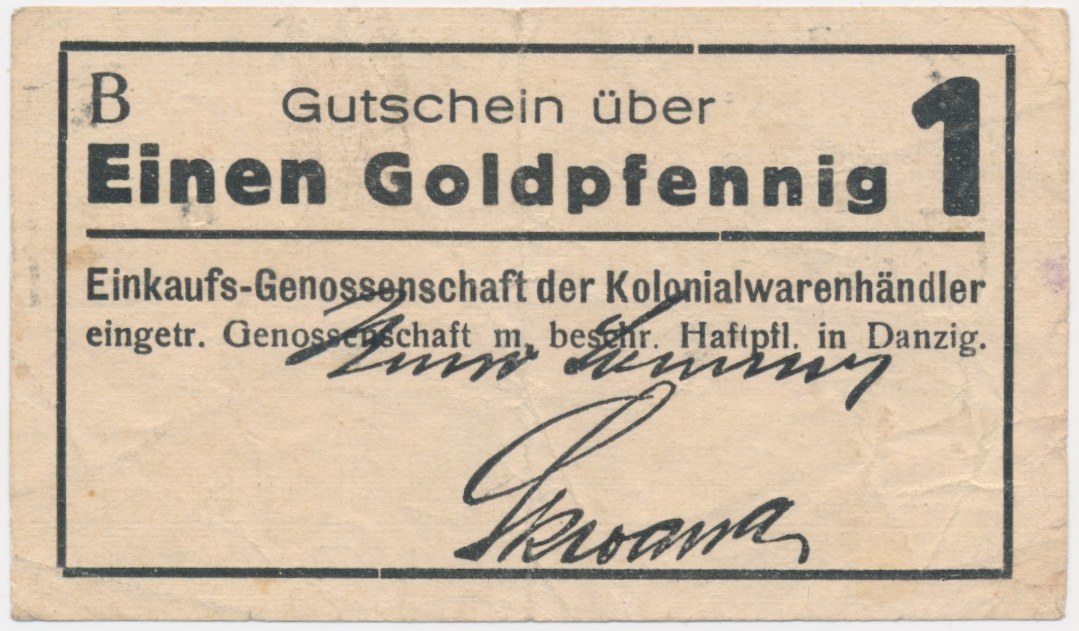 B
Gutschein über
Einen Goldpfennig
1
Einkaufs-Genossenschaft der Kolonialwarenhändler
eingetr. Genossenschaft m. beschr. Haftpfl. in Danzig.